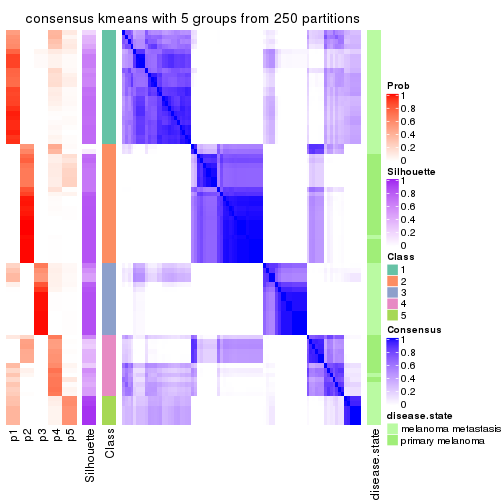 consensus kmeans with 5 groups from 250 partitions
Prob
1
0.8
0.6
0.4
0.2
0
Silhouette
1
0.8
0.6
0.4
0.2
0
Class
1
2
3
4
5
Consensus
1
0.8
0.6
0.4
0.2
0
disease.state
melanoma metastasis
primary melanoma
p1
p2
p3
p4
p5
Silhouette
Class
disease.state